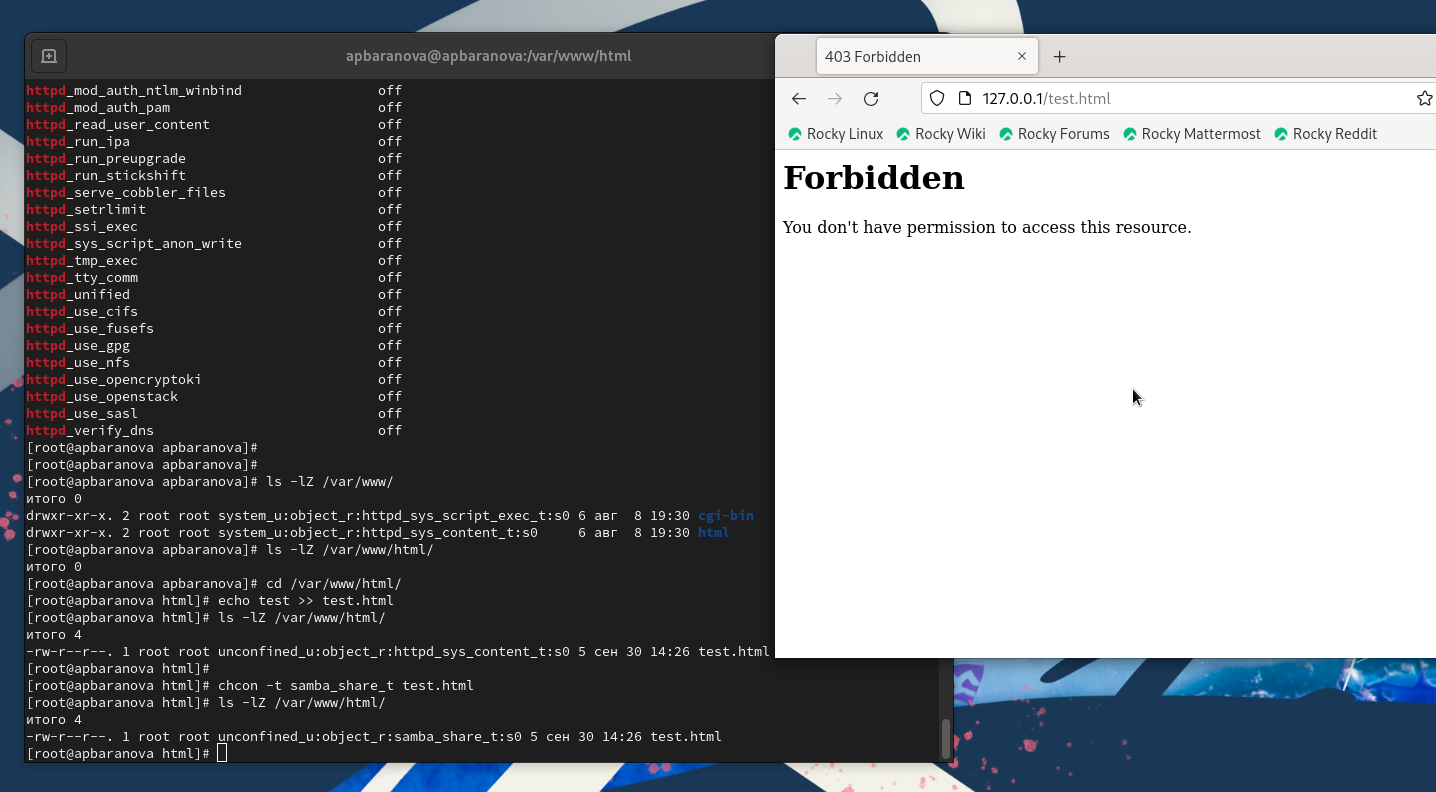 apbaranova@apbaranova:/var/www/html
httpd_mod_auth_ntlm_winbind off
httpd_mod_auth_pam off
httpd_read_user_content off
httpd_run_ipa off
httpd_run_preupgrade off
httpd_run_stickshift off
httpd_serve_cobbler_files off
httpd_setrlimit off
httpd_ssi_exec off
httpd_sys_script_anon_write off
httpd_tmp_exec off
httpd_tty_comm off
httpd_unified off
httpd_use_cifs off
httpd_use_fusefs off
httpd_use_gpg off
httpd_use_nfs off
httpd_use_opencryptoki off
httpd_use_openstack off
httpd_use_sasl off
httpd_verify_dns off
[root@apbaranova apbaranova]#
[root@apbaranova apbaranova]#
[root@apbaranova apbaranova]# ls -lZ /var/www/
итого 0
drwxr-xr-x. 2 root root system_u:object_r:httpd_sys_script_exec_t:s0 6 авг  8 19:30 cgi-bin
drwxr-xr-x. 2 root root system_u:object_r:httpd_sys_content_t:s0     6 авг  8 19:30 html
[root@apbaranova apbaranova]# ls -lZ /var/www/html/
итого 0
[root@apbaranova apbaranova]# cd /var/www/html/
[root@apbaranova html]# echo test >> test.html
[root@apbaranova html]# ls -lZ /var/www/html/
итого 4
-rw-r--r--. 1 root root unconfined_u:object_r:httpd_sys_content_t:s0 5 сен 30 14:26 test.html
[root@apbaranova html]#
[root@apbaranova html]# chcon -t samba_share_t test.html
[root@apbaranova html]# ls -lZ /var/www/html/
итого 4
-rw-r--r--. 1 root root unconfined_u:object_r:samba_share_t:s0 5 сен 30 14:26 test.html
[root@apbaranova html]#
403 Forbidden
127.0.0.1/test.html
Rocky Linux Rocky Wiki Rocky Forums Rocky Mattermost Rocky Reddit
Forbidden
You don't have permission to access this resource.